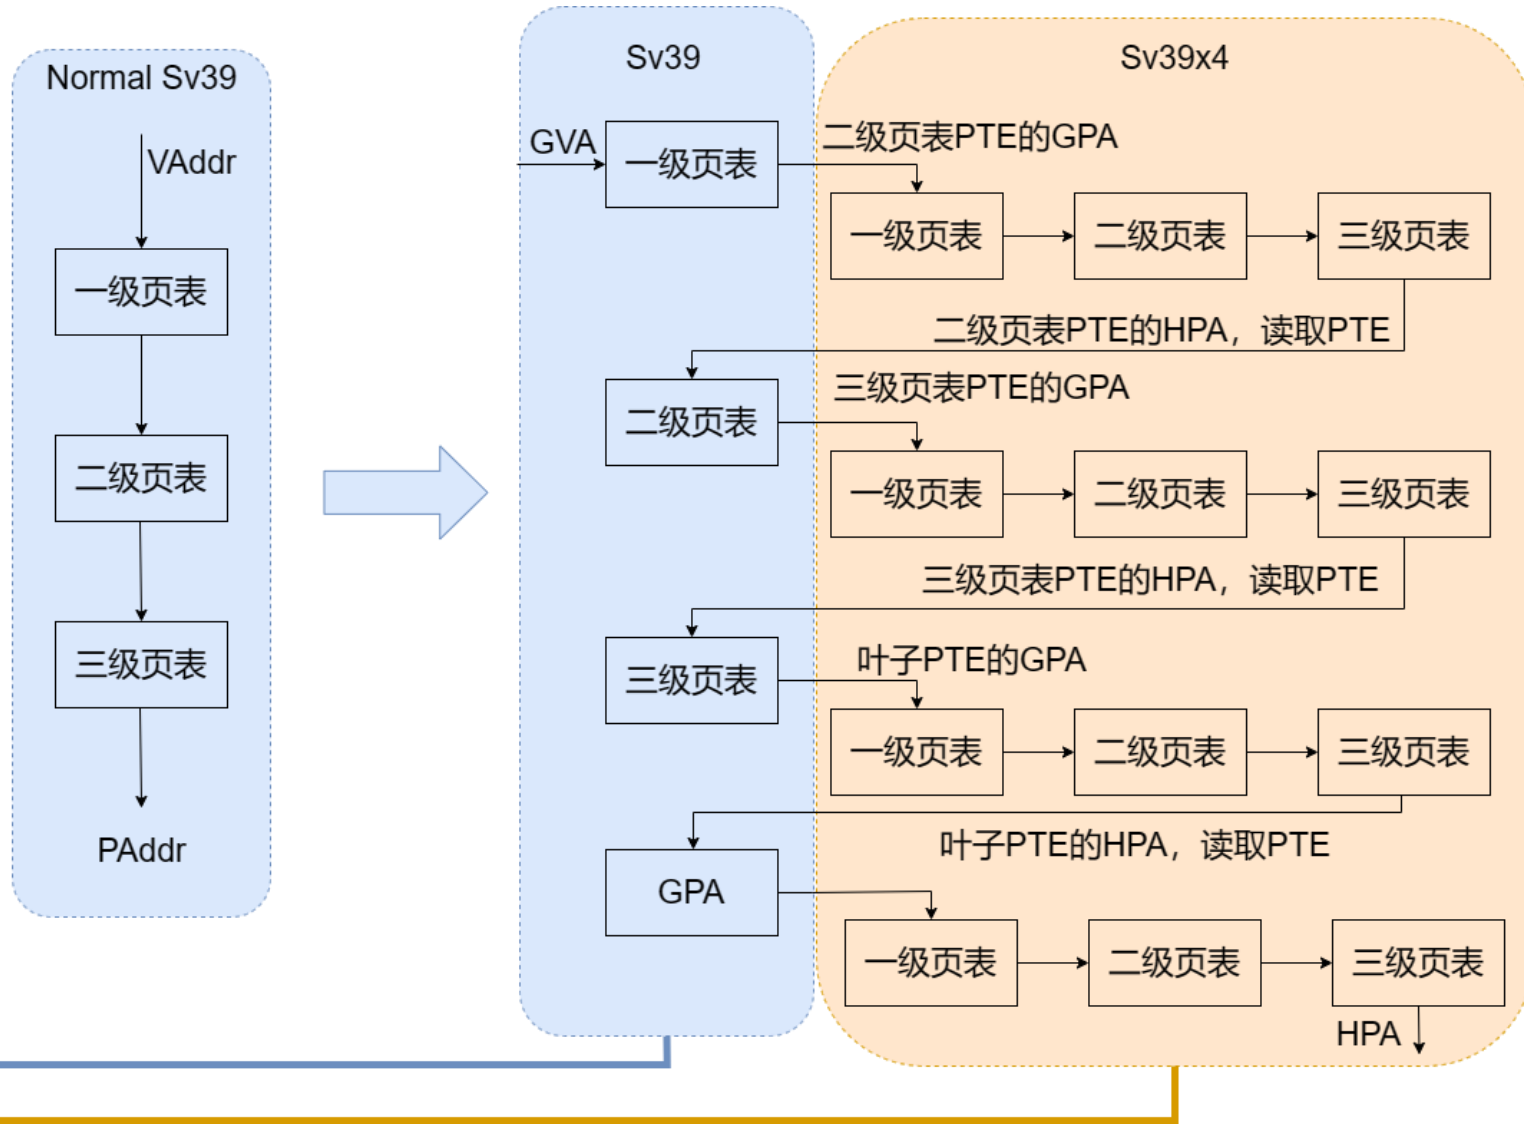 Normal Sv39
VAddr
一级页表
二级页表
三级页表
PAddr
Sv39
Sv39x4
GVA
一级页表
二级页表PTE的GPA
一级页表
二级页表
三级页表
二级页表PTE的HPA，读取PTE
二级页表
三级页表PTE的GPA
一级页表
二级页表
三级页表
三级页表PTE的HPA，读取PTE
三级页表
叶子PTE的GPA
一级页表
二级页表
三级页表
叶子PTE的HPA，读取PTE
GPA
一级页表
二级页表
三级页表
HPA